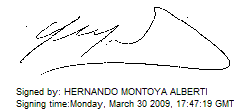 Signed by: HERNANDO MONTOYA ALBERTI
Signing time:Monday, March 30 2009, 17:47:19 GMT